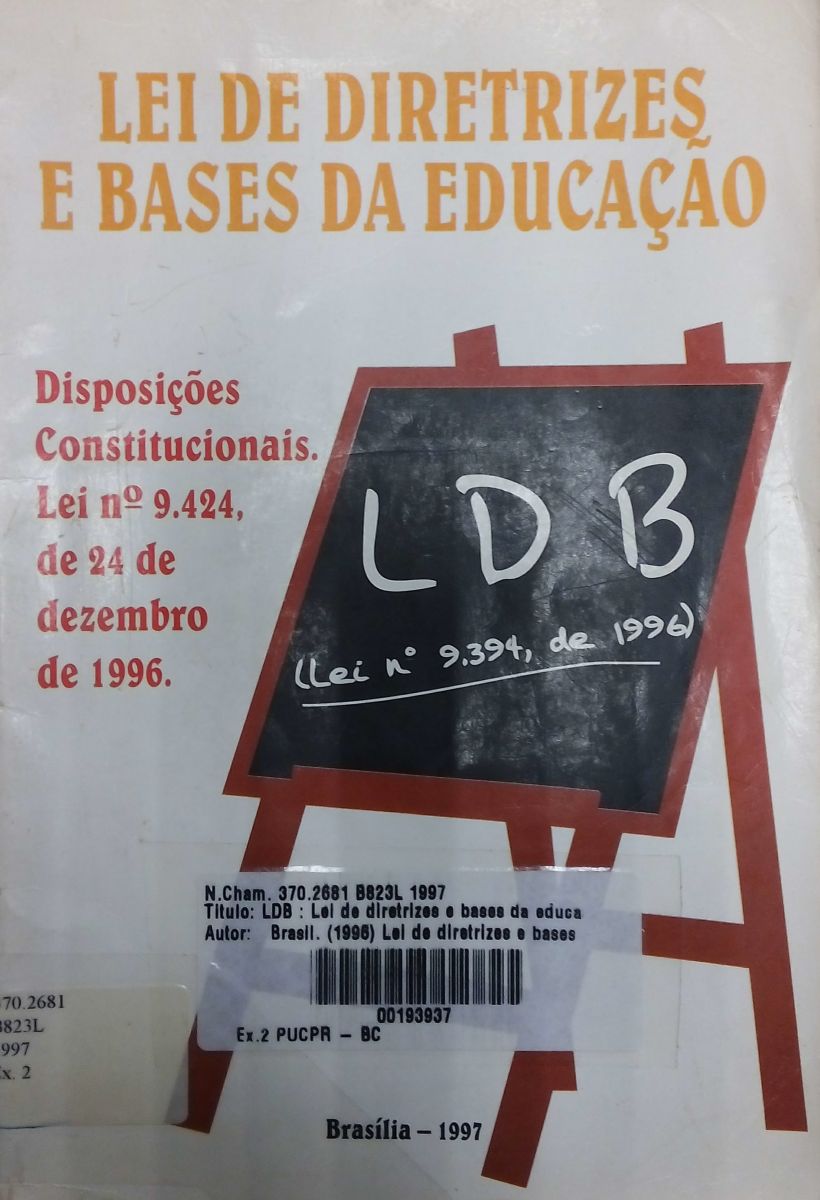 LEI DE DIRETRIZES
E BASES DA EDUCAÇÃO
Disposições
Constitucionais.
Lei nº 9.424,
de 24 de
dezembro
de 1996.
L D B
(Lei n° 9.394, de 1996)
N.Cham. 370.2681 B823L 1997
Título: LDB : Lei de diretrizes e bases da educa
Autor: Brasil. (1996) Lei de diretrizes e bases
00193937
Ex.2 PUCPR – BC
370.2681
B823L
1997
Ex. 2
Brasília – 1997